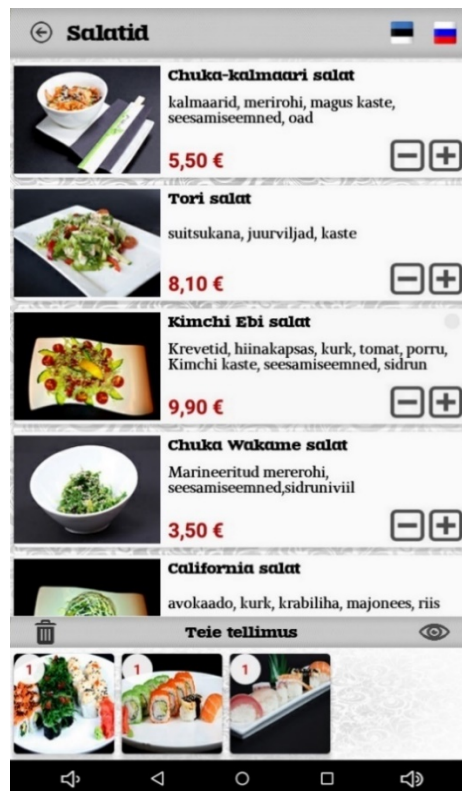 Salatid
Chuka-kalmaari salat
kalmaarid, merirohi, magus kaste,
seesamiseemned, oad
5,50 €
Tori salat
suitsukana, juurviljad, kaste
8,10 €
Kimchi Ebi salat
Krevetid, hiinakapsas, kurk, tomat, porru,
Kimchi kaste, seesamiseemned, sidrun
9,90 €
Chuka Wakame salat
Marineeritud mererohi,
seesamiseemned,sidruniviil
3,50 €
California salat
avokaado, kurk, krabiliha, majonees, riis
Teie tellimus
1
1
1